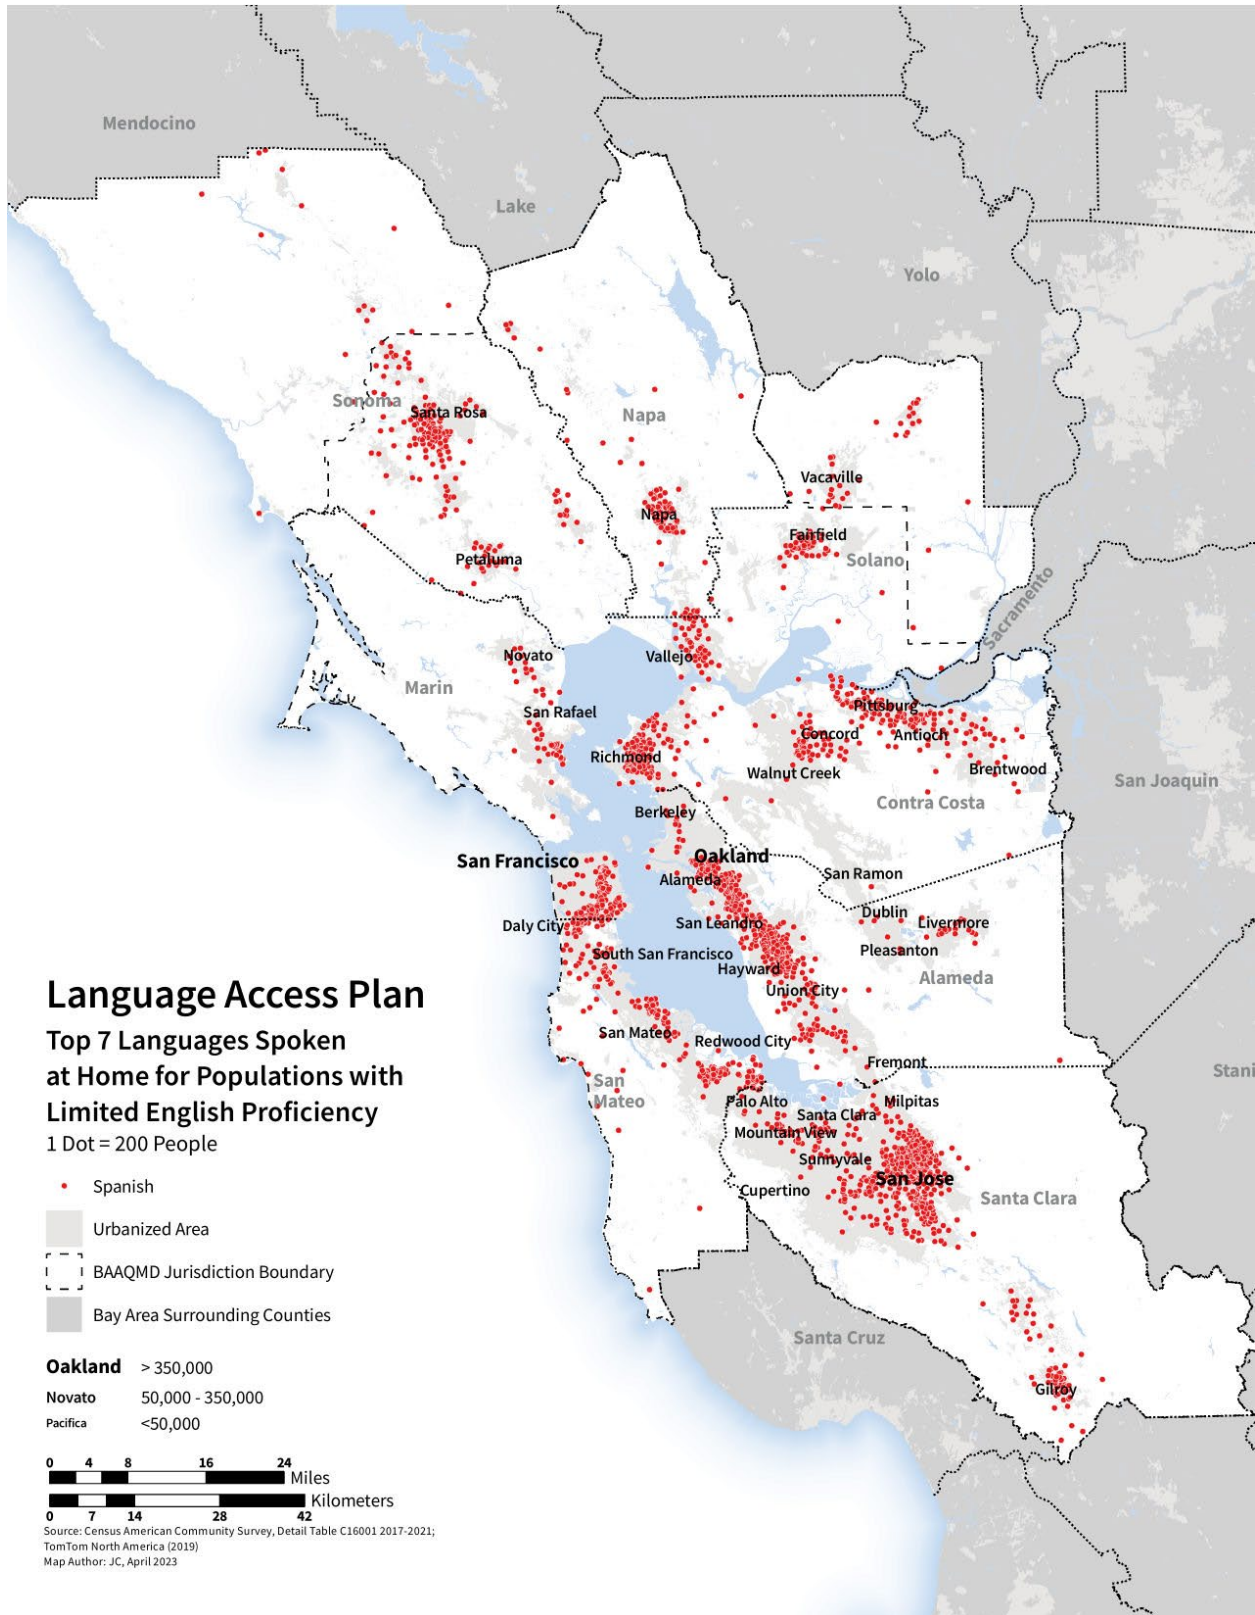 Mendocino
Lake
Yolo
Sonoma
Santa Rosa
Napa
Vacaville
Napa
Fairfield
Solano
Petaluma
Sacramento
Novato
Vallejo
Marin
San Rafael
Pittsburg
Concord
Antioch
Richmond
Walnut Creek
Brentwood
San Joaquin
Contra Costa
Berkeley
San Francisco
Oakland
Alameda
San Ramon
Daly City
San Leandro
Dublin
Livermore
South San Francisco
Pleasanton
Hayward
Alameda
Union City
San Mateo
Redwood City
Fremont
Stani
San
Mateo
Palo Alto
Santa Clara
Milpitas
Mountain View
Sunnyvale
San Jose
Cupertino
Santa Clara
Santa Cruz
Gilroy
Language Access Plan
Top 7 Languages Spoken
at Home for Populations with
Limited English Proficiency
1 Dot = 200 People
Spanish
Urbanized Area
BAAQMD Jurisdiction Boundary
Bay Area Surrounding Counties
Oakland > 350,000
Novato 50,000 - 350,000
Pacifica <50,000
0 4 8 16 24
Miles
Kilometers
0 7 14 28 42
Source: Census American Community Survey, Detail Table C16001 2017-2021;
TomTom North America (2019)
Map Author: JC, April 2023